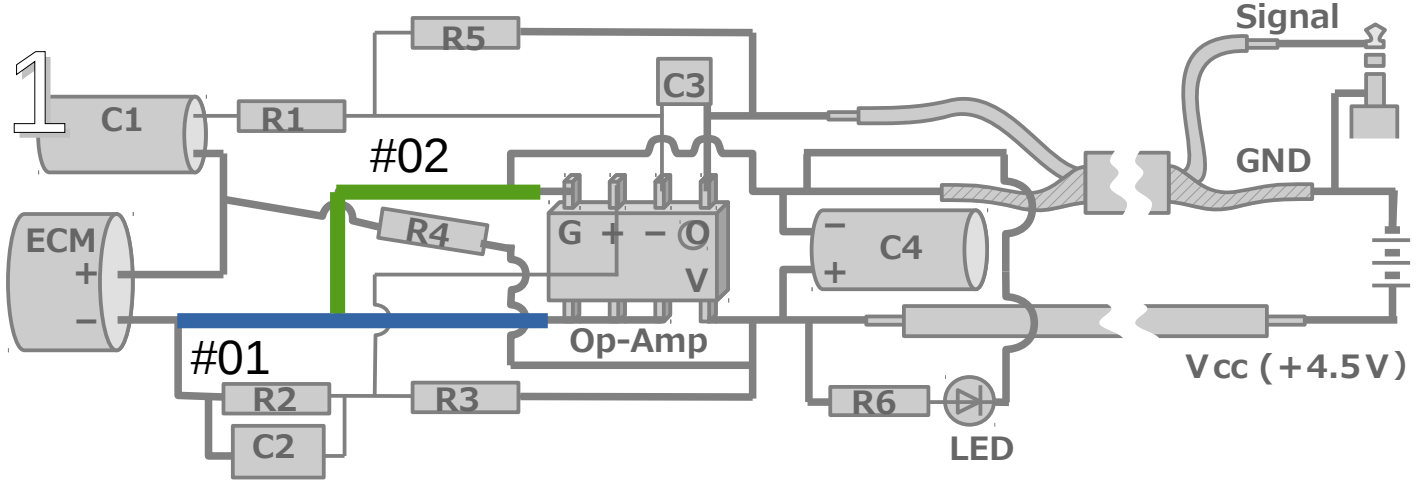 Signal
1
R5
C3
C1
R1
#02
GND
ECM
R4
G + − O
− C4
+
V
+
−
Op-Amp
#01
Vcc (+4.5V)
R2
R3
R6
C2
LED